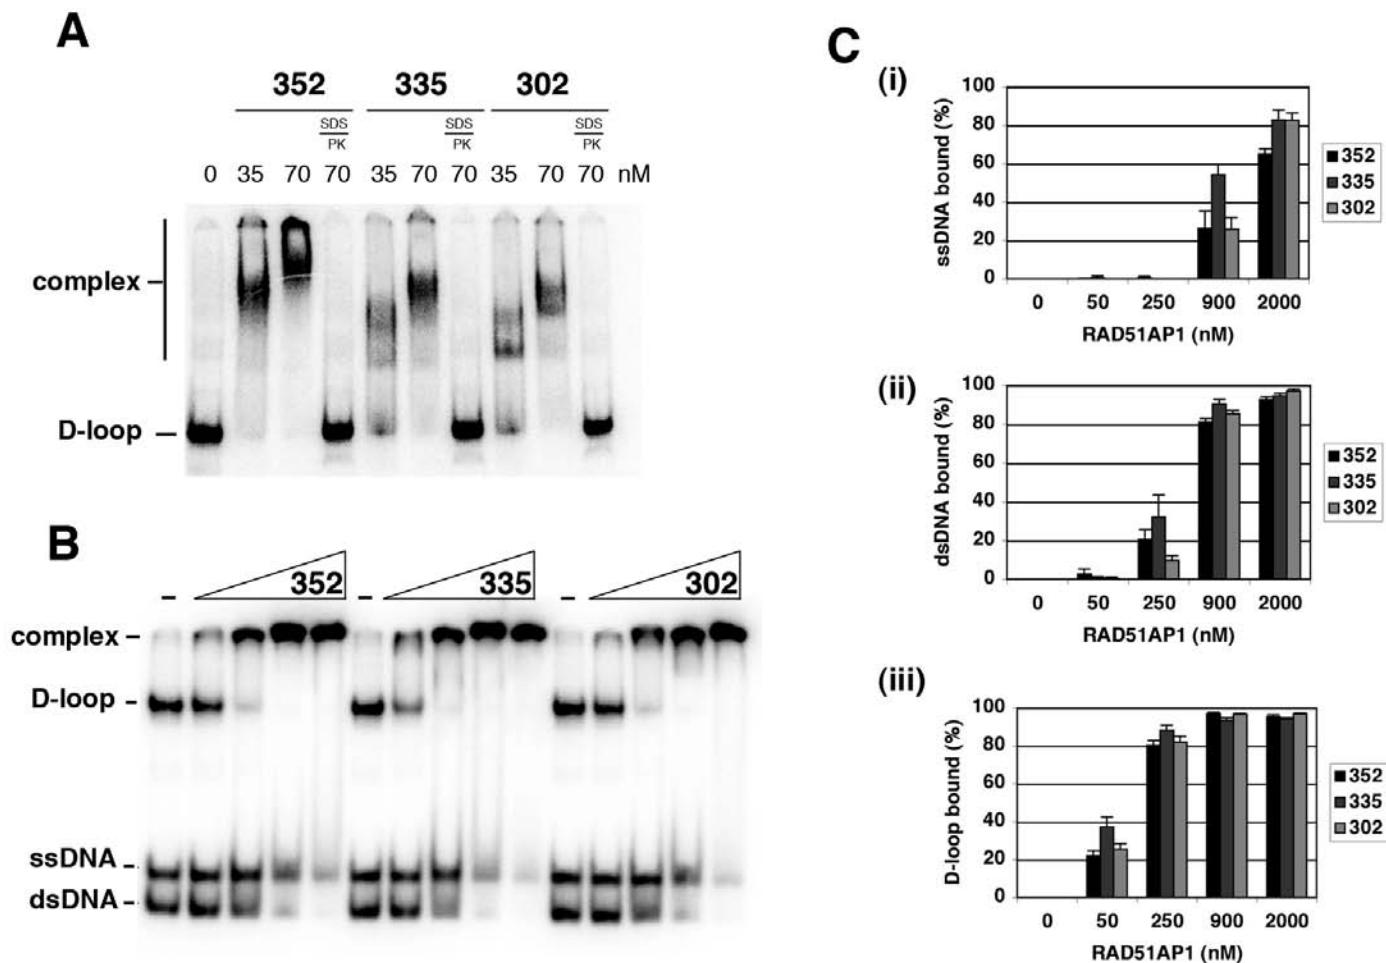 A
352 335 302
SDS SDS SDS
PK PK PK
0 35 70 70 35 70 70 35 70 70 nM
complex
D-loop
B
– 352 – 335 – 302
complex
D-loop
ssDNA
dsDNA
C
(i)
ssDNA bound (%)
100
80
60
40
20
0
0 50 250 900 2000
RAD51AP1 (nM)
352
335
302
(ii)
dsDNA bound (%)
100
80
60
40
20
0
0 50 250 900 2000
RAD51AP1 (nM)
352
335
302
(iii)
D-loop bound (%)
100
80
60
40
20
0
0 50 250 900 2000
RAD51AP1 (nM)
352
335
302